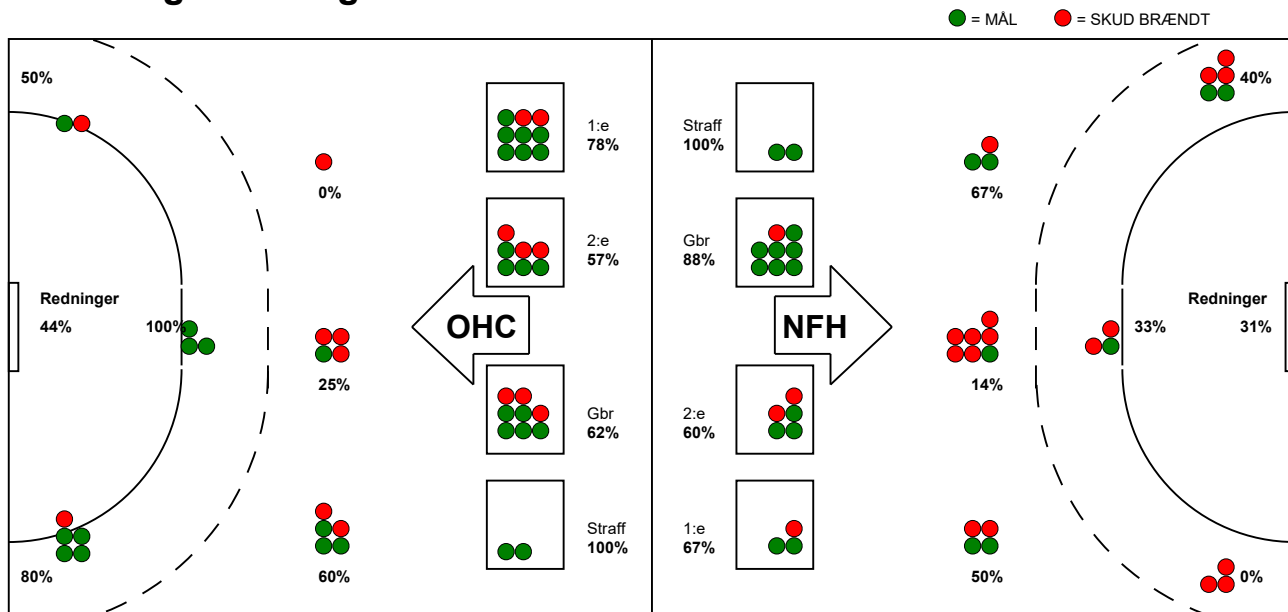 = MÅL
= SKUD BRÆNDT
50%
0%
Redninger
44%
100%
25%
80%
60%
1:e
78%
2:e
57%
OHC
Gbr
62%
Straff
100%
Straff
100%
Gbr
88%
NFH
2:e
60%
1:e
67%
40%
67%
Redninger
31%
33%
14%
50%
0%